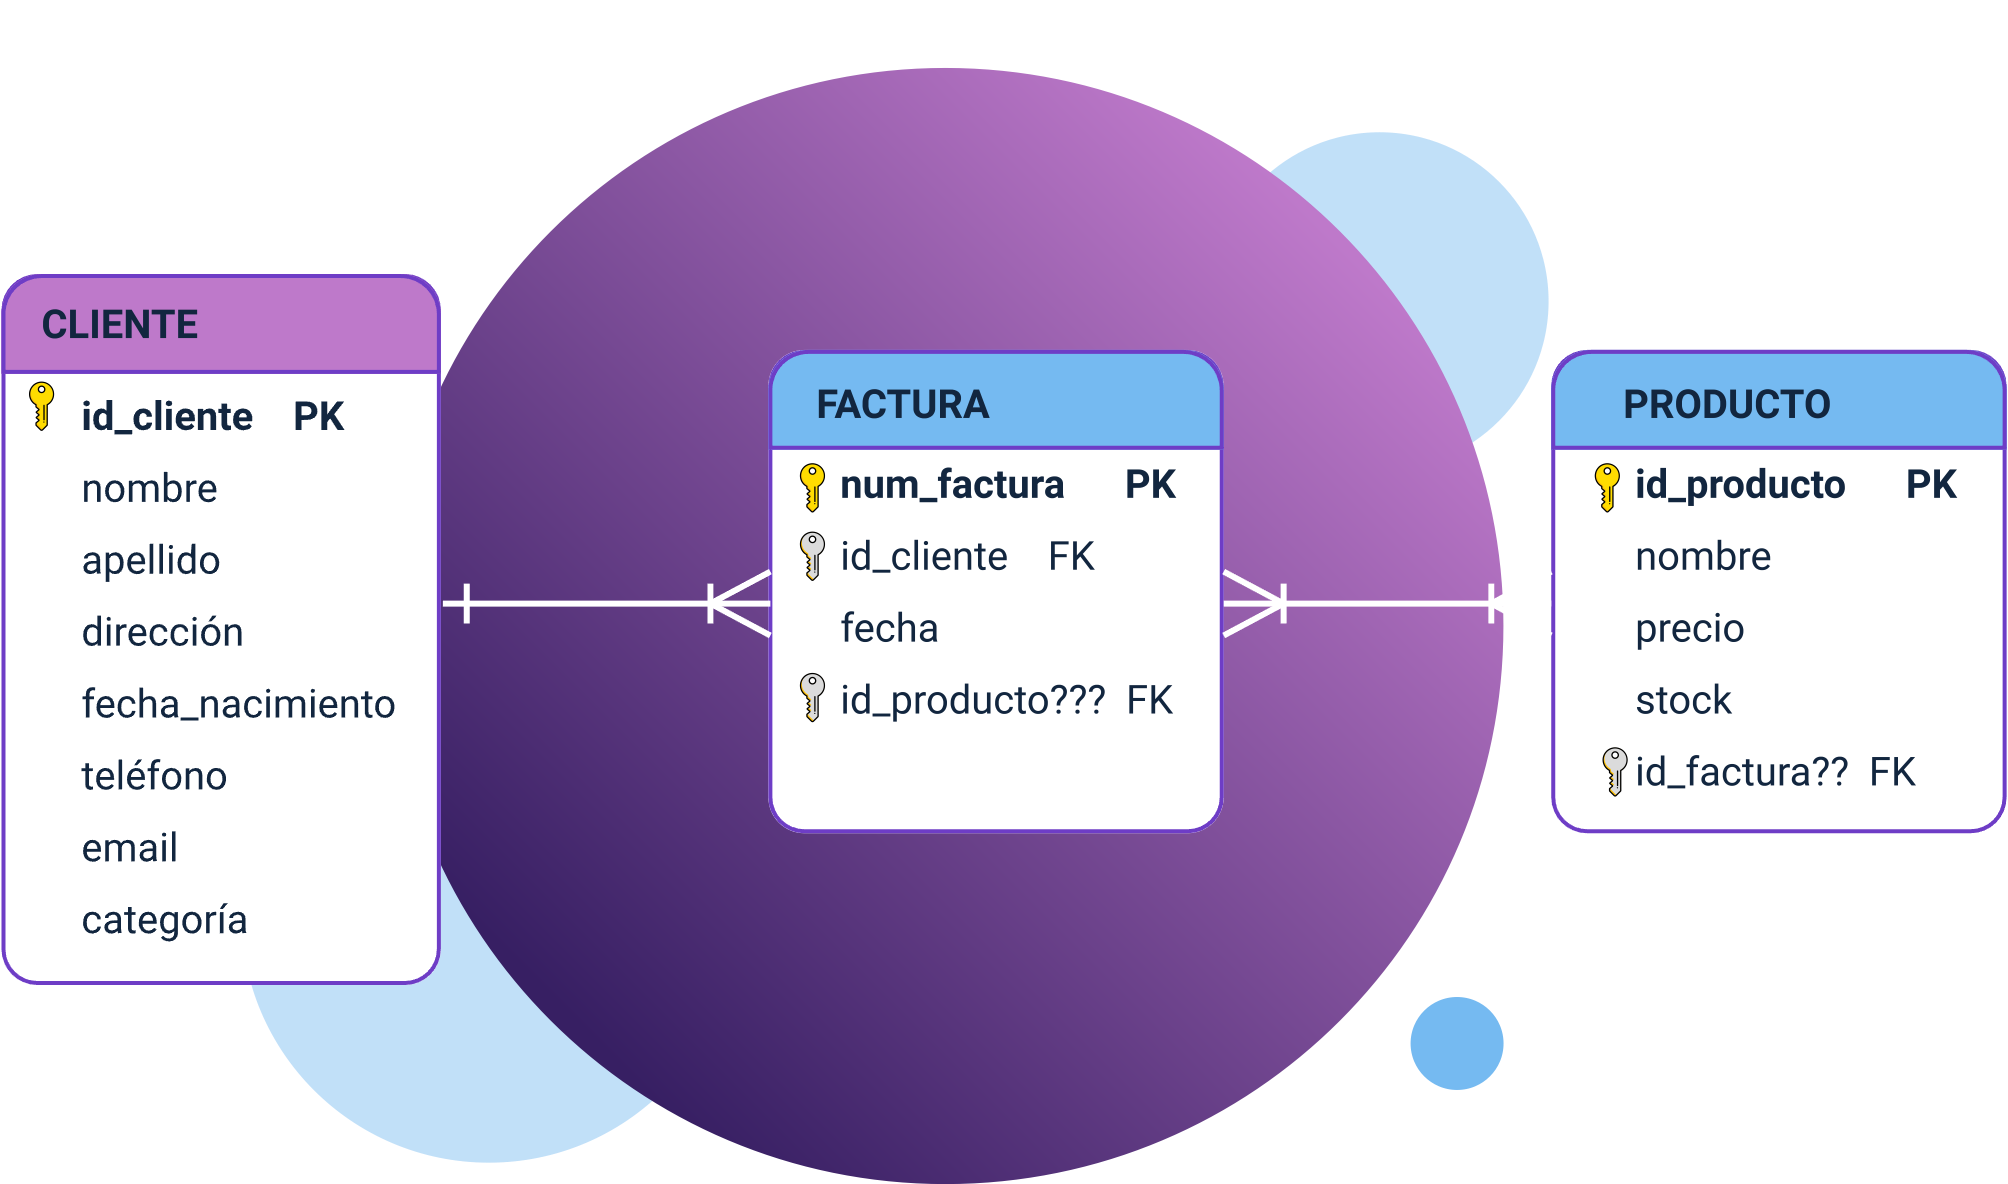 CLIENTE
id_cliente PK
nombre
apellido
dirección
fecha_nacimiento
teléfono
email
categoría
FACTURA
num_factura PK
id_cliente FK
fecha
id_producto??? FK
PRODUCTO
id_producto PK
nombre
precio
stock
id_factura?? FK